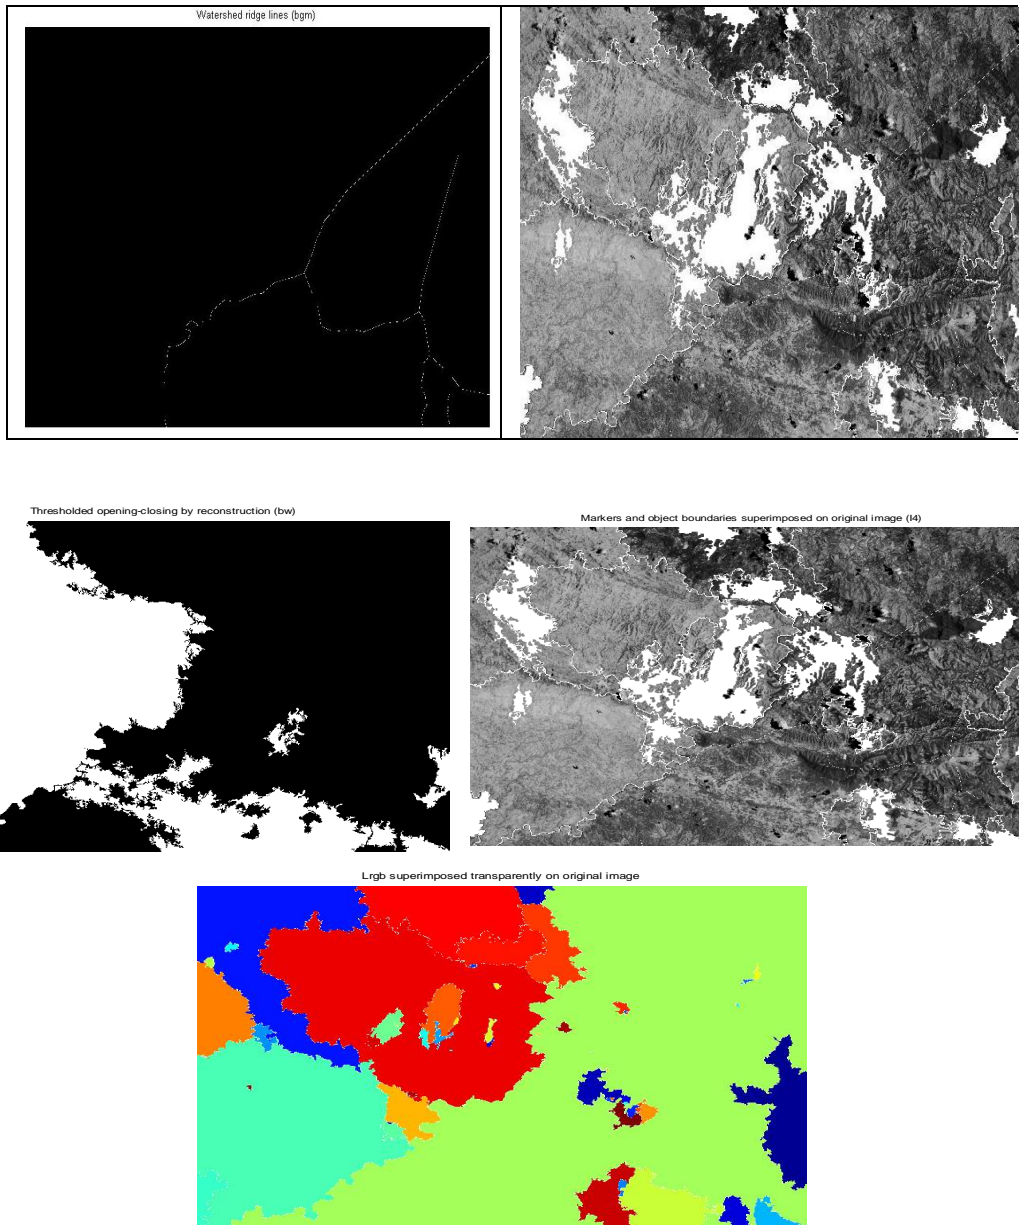 Watershed ridge lines (bgm)
Thresholded opening-closing by reconstruction (bw)
Markers and object boundaries superimposed on original image (I4)
Lrgb superimposed transparently on original image